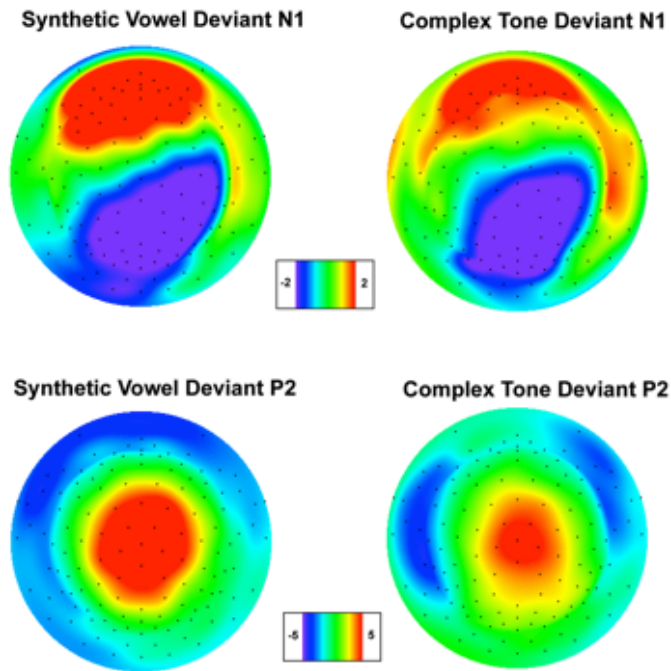 Synthetic Vowel Deviant N1
Complex Tone Deviant N1
-2 2
Synthetic Vowel Deviant P2
Complex Tone Deviant P2
-5 5